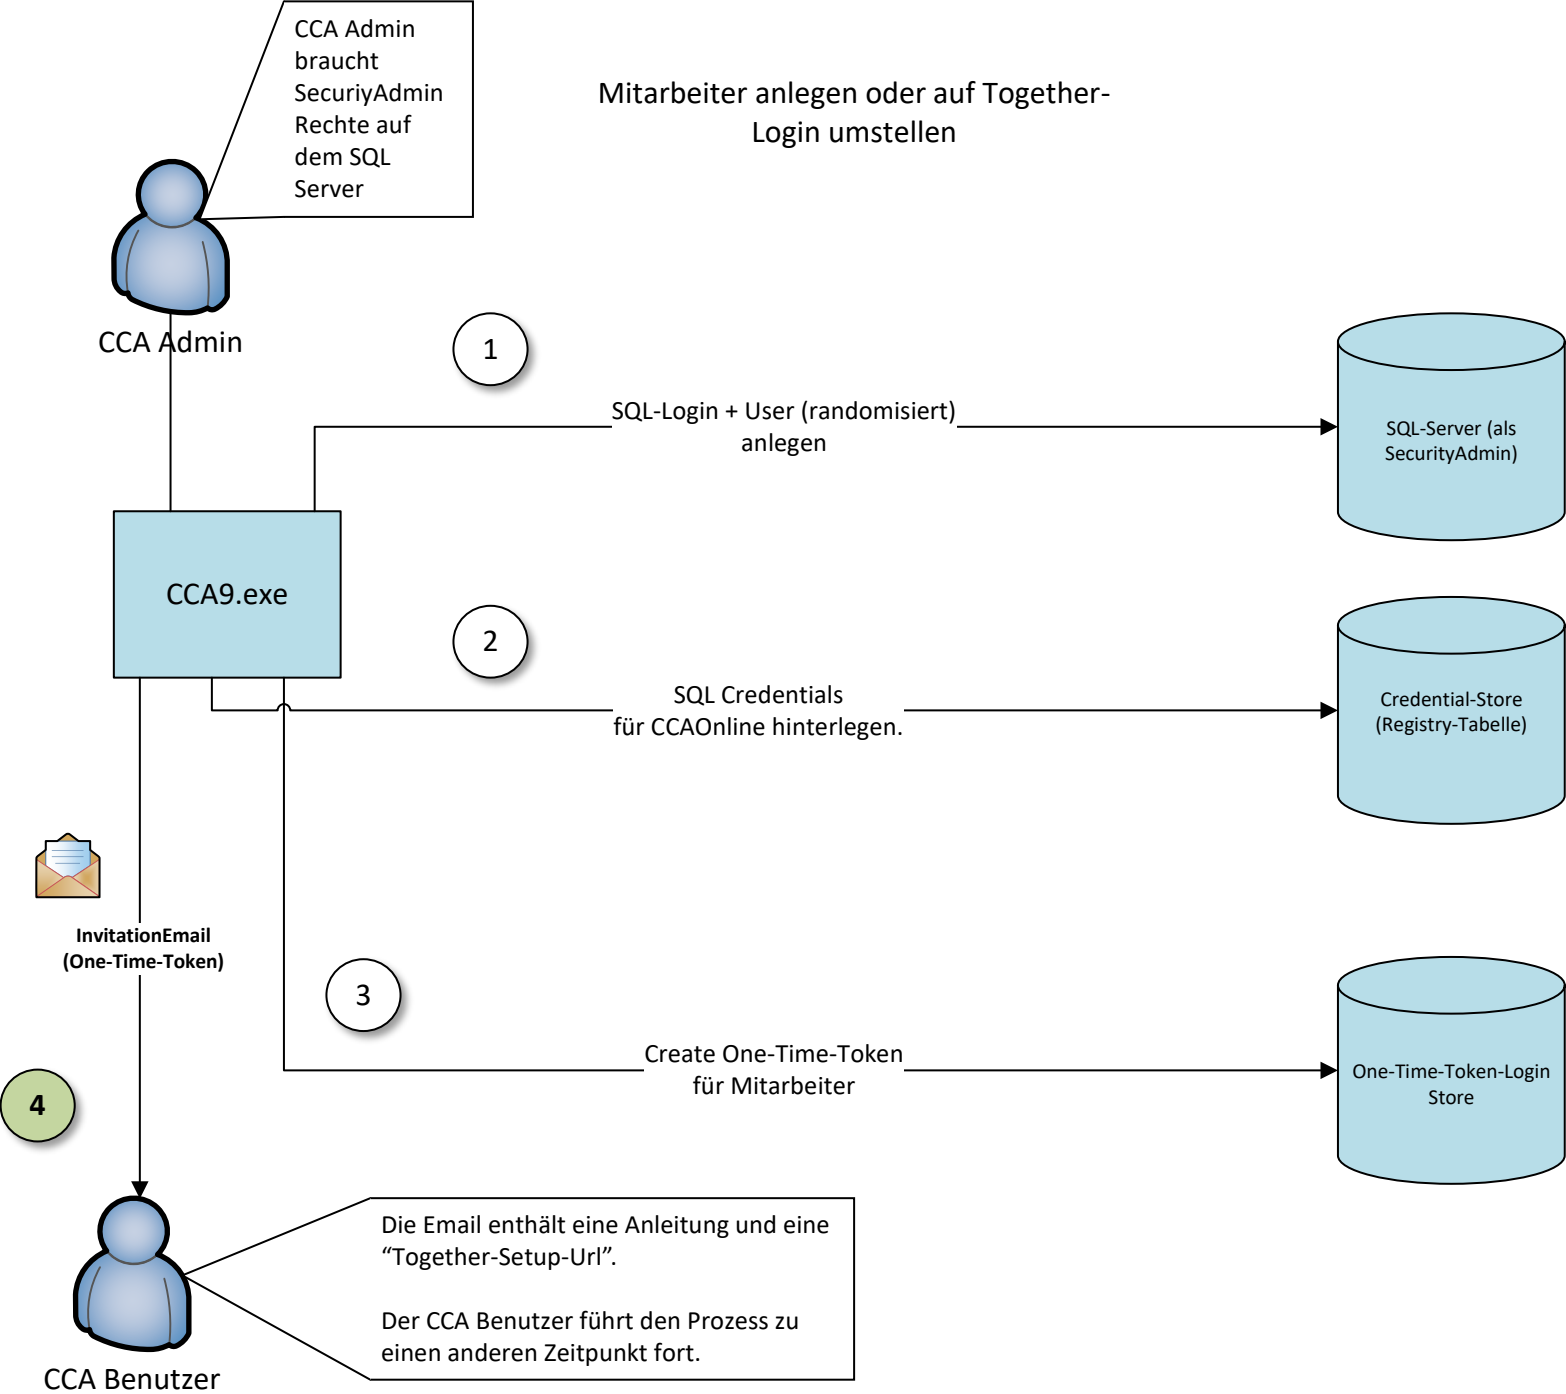 CCA Admin
braucht
SecuriyAdmin
Rechte auf
dem SQL
Server
Mitarbeiter anlegen oder auf Together-
Login umstellen
CCA Admin
1
SQL-Login + User (randomisiert)
anlegen
SQL-Server (als
SecurityAdmin)
CCA9.exe
2
SQL Credentials
für CCAOnline hinterlegen.
Credential-Store
(Registry-Tabelle)
InvitationEmail
(One-Time-Token)
3
Create One-Time-Token
für Mitarbeiter
One-Time-Token-Login
Store
4
Die Email enthält eine Anleitung und eine
“Together-Setup-Url”.
Der CCA Benutzer führt den Prozess zu
einen anderen Zeitpunkt fort.
CCA Benutzer